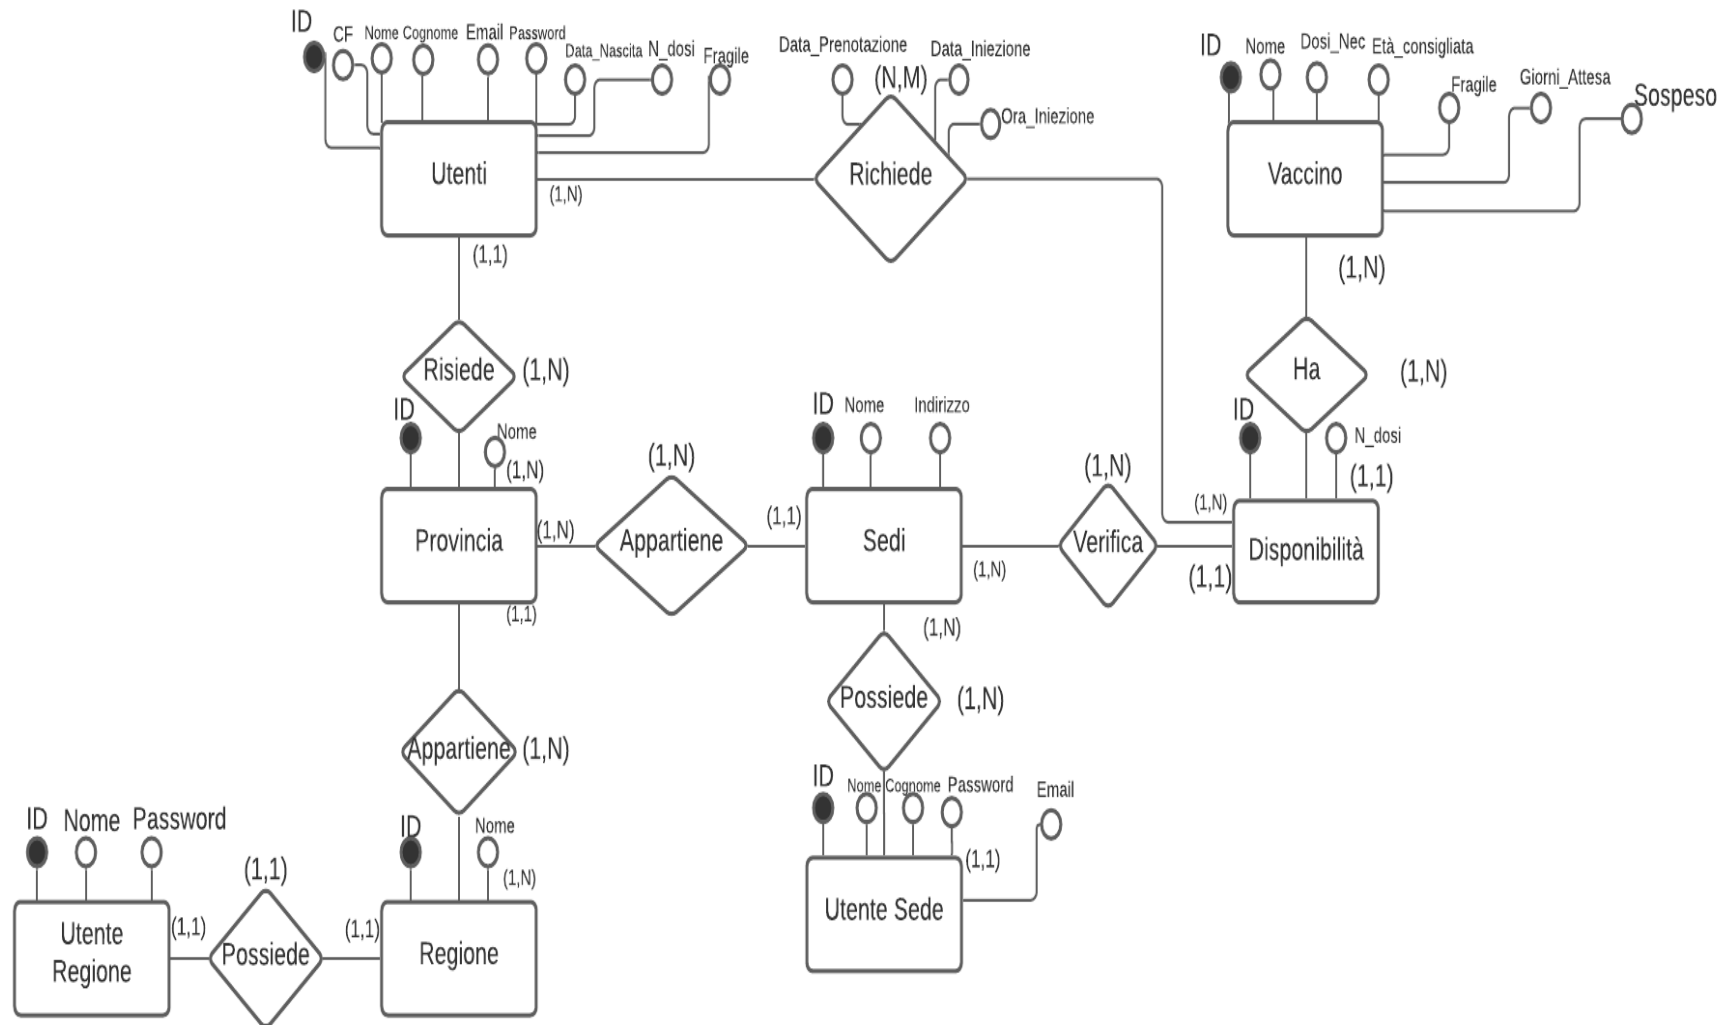 ID
CF
Nome
Cognome
Email
Password
Data_Nascita
N_dosi
Fragile
Utenti
(1,N)
(1,1)
Data_Prenotazione
(N,M)
Data_Iniezione
Ora_Iniezione
Richiede
ID
Nome
Dosi_Nec
Età_consigliata
Fragile
Giorni_Attesa
Sospeso
Vaccino
(1,N)
Risiede
(1,N)
Ha
(1,N)
ID
Nome
(1,N)
Provincia
(1,N)
(1,1)
(1,N)
Appartiene
(1,1)
ID
Nome
Indirizzo
Sedi
(1,N)
(1,N)
(1,N)
Verifica
(1,1)
(1,N)
ID
N_dosi
(1,1)
Disponibilità
Possiede
(1,N)
Appartiene
(1,N)
ID
Nome
Cognome
Password
Email
(1,1)
Utente Sede
ID
Nome
Password
Utente
Regione
(1,1)
(1,1)
Possiede
(1,1)
ID
Nome
(1,N)
Regione